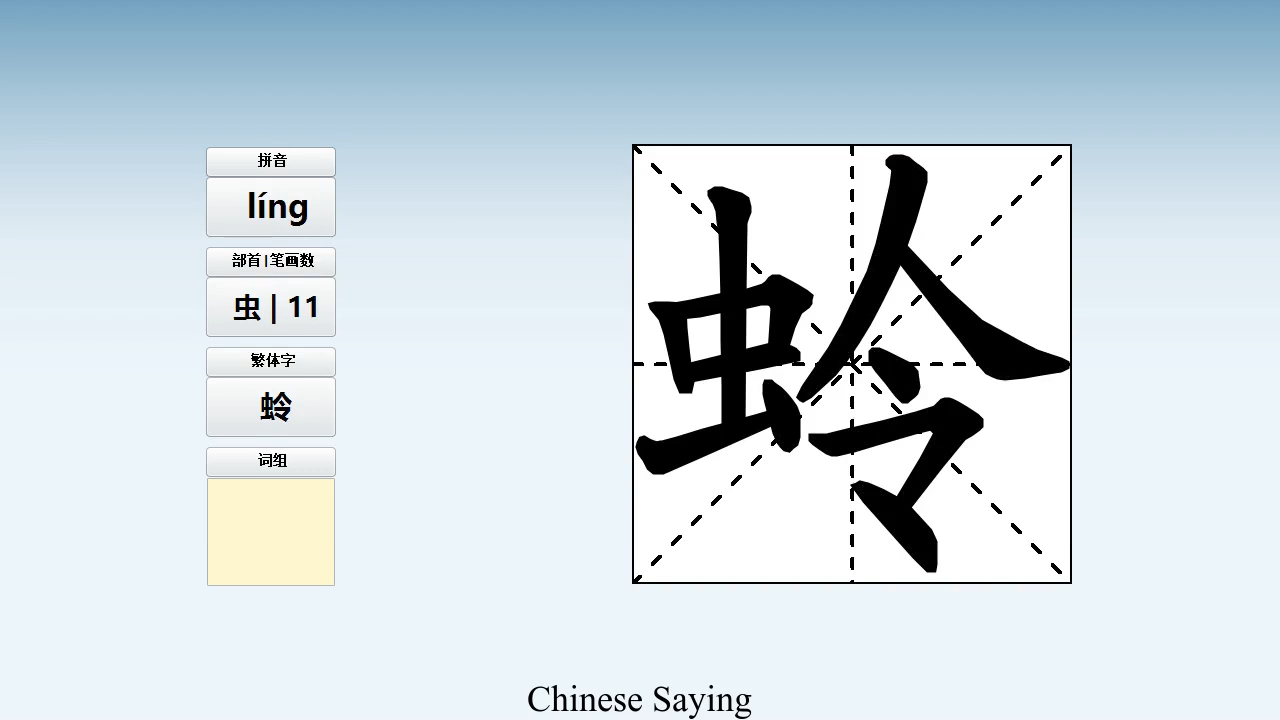 拼音
líng
部首|笔画数
虫 | 11
繁体字
蛉
词组
蛉
Chinese Saying